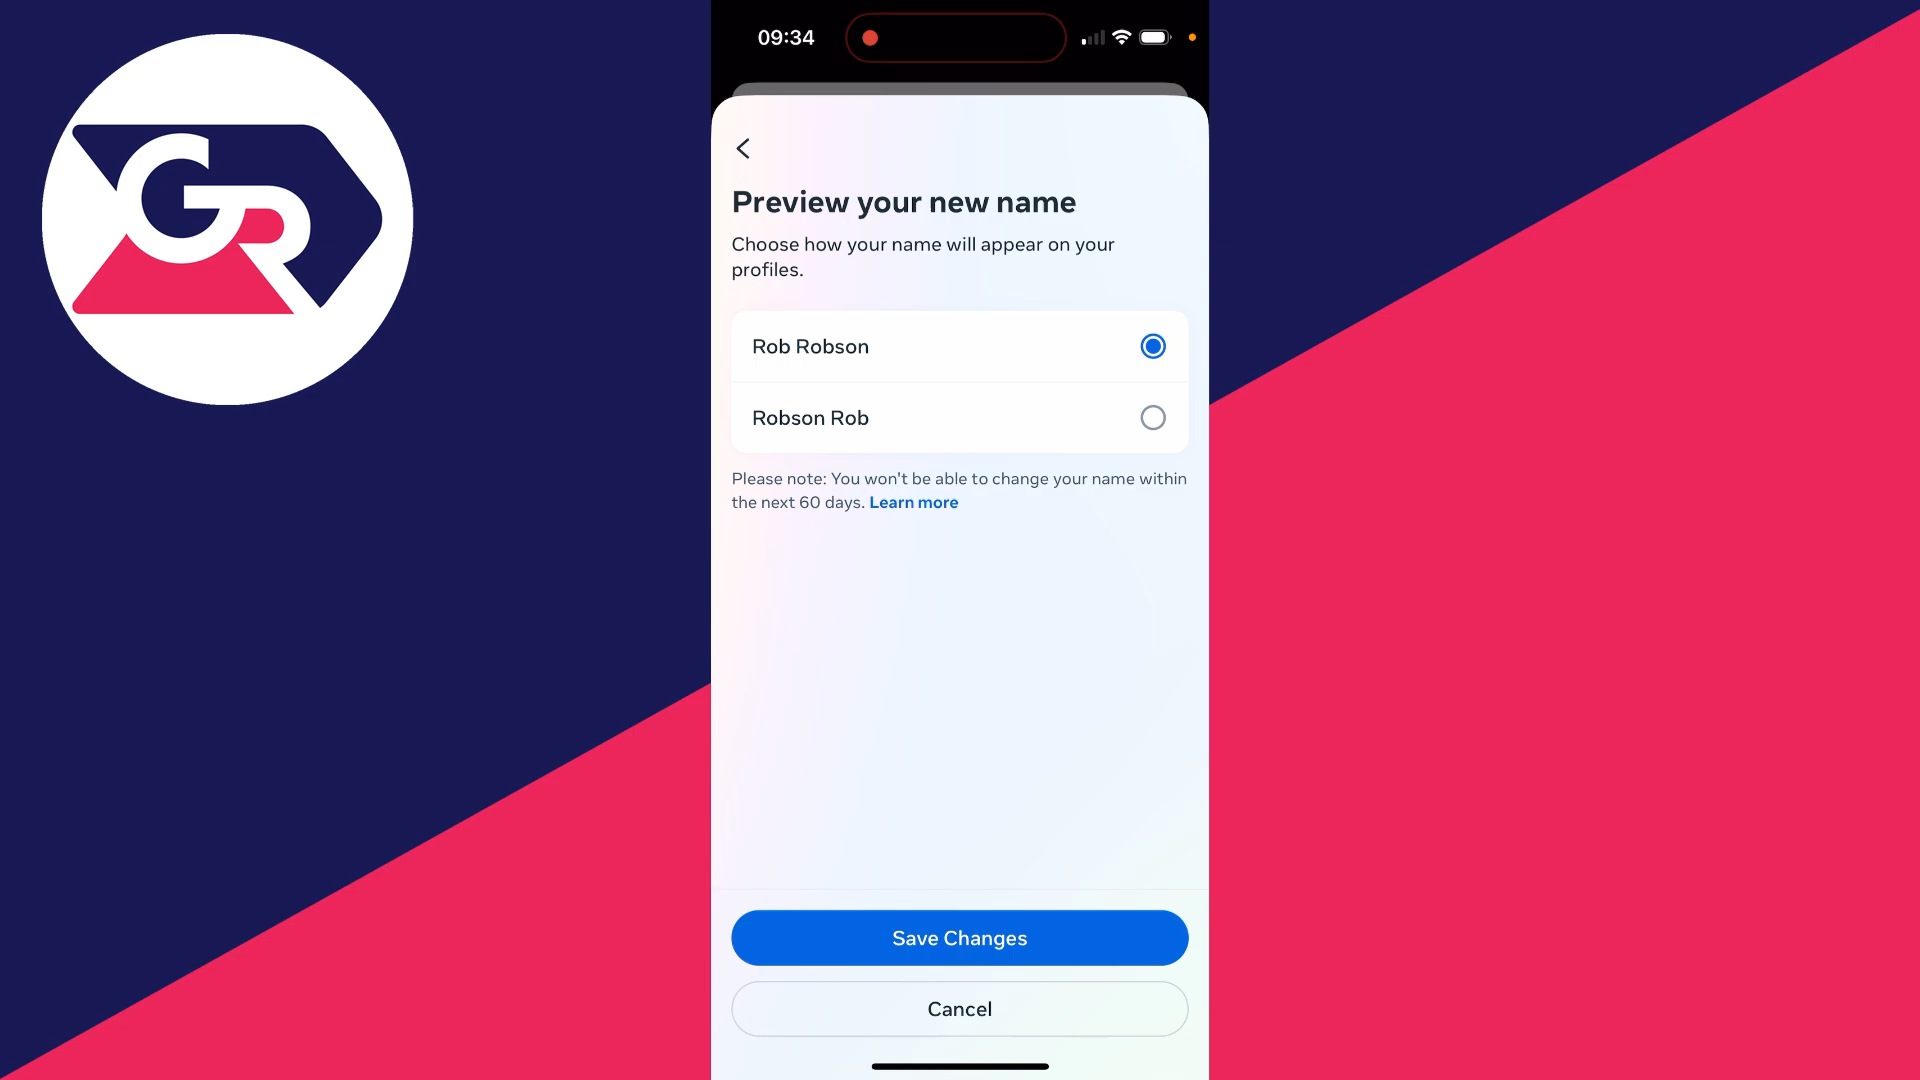 GR
09:34
Preview your new name
Choose how your name will appear on your
profiles.
Rob Robson
Robson Rob
Please note: You won't be able to change your name within
the next 60 days. Learn more
Save Changes
Cancel